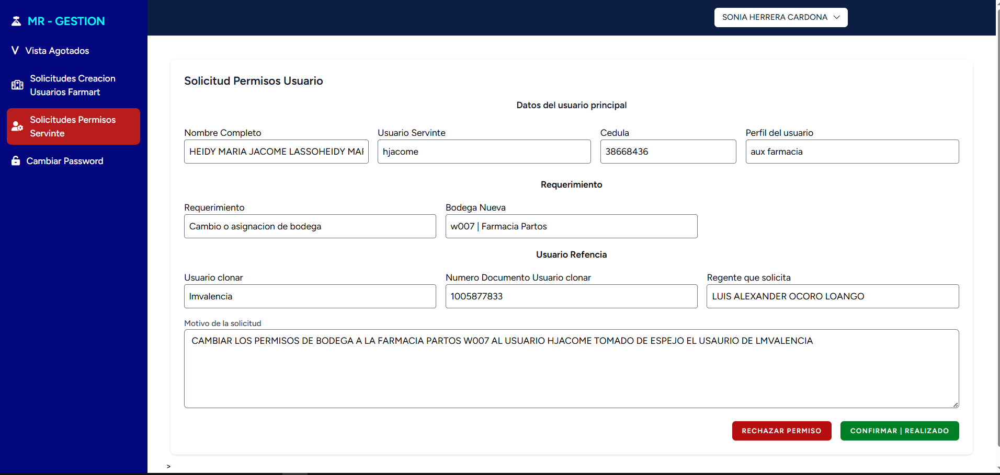 MR - GESTION
SONIA HERRERA CARDONA
V Vista Agotados
Solicitudes Creacion
Usuarios Farmart
Solicitudes Permisos
Servinte
Cambiar Password
Solicitud Permisos Usuario
Datos del usuario principal
Nombre Completo Usuario Servinte Cedula Perfil del usuario
HEIDY MARIA JACOME LASSOHEIDY MAR hjacome 38668436 aux farmacia
Requerimiento
Requerimiento Bodega Nueva
Cambio o asignacion de bodega w007 | Farmacia Partos
Usuario Refencia
Usuario clonar Numero Documento Usuario clonar Regente que solicita
lmvalencia 1005877833 LUIS ALEXANDER OCORO LOANGO
Motivo de la solicitud
CAMBIAR LOS PERMISOS DE BODEGA A LA FARMACIA PARTOS W007 AL USUARIO HJACOME TOMADO DE ESPEJO EL USAURIO DE LMVALENCIA
RECHAZAR PERMISO CONFIRMAR | REALIZADO
>